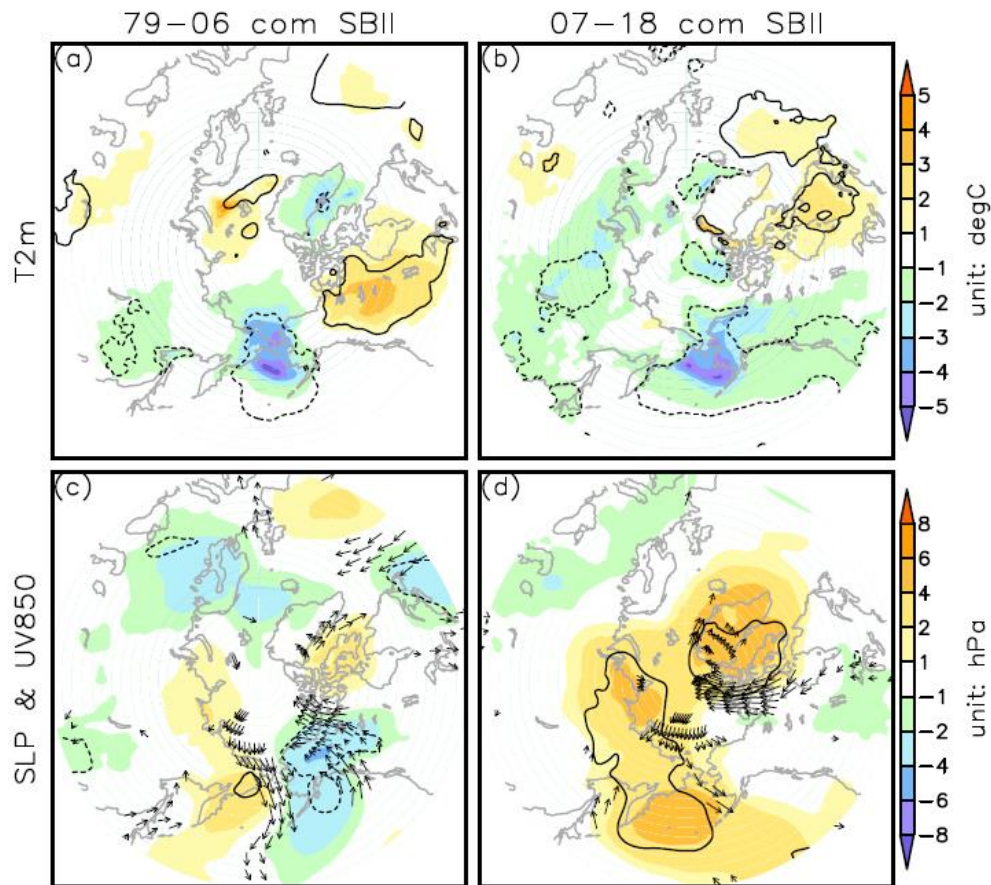 79-06 com SBII
07-18 com SBII
(a)
(b)
T2m
5
4
3
2
1
-1
-2
-3
-4
-5
unit: degC
(c)
(d)
SLP & UV850
8
6
4
2
1
-1
-2
-4
-6
-8
unit: hPa